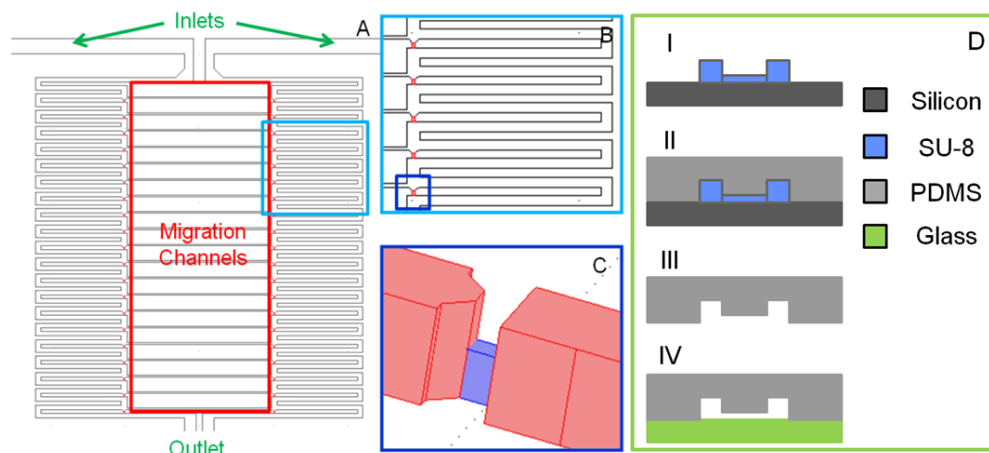 Inlets
A
Migration
Channels
Outlet
B
C
D
I
II
III
IV
Silicon
SU-8
PDMS
Glass